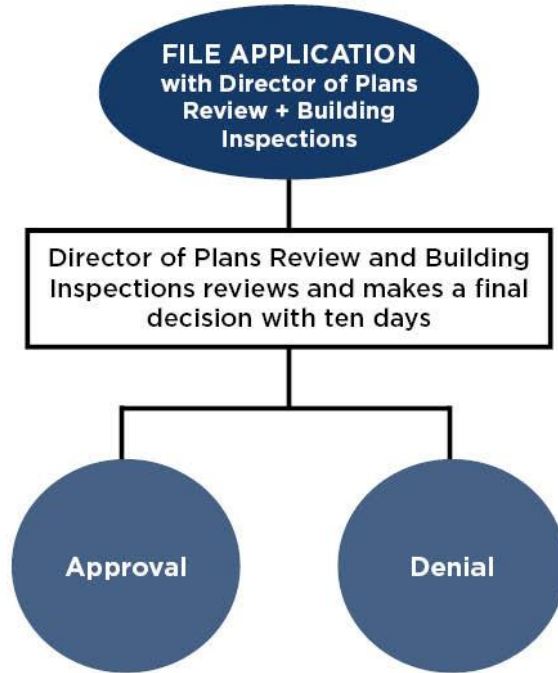 FILE APPLICATION
with Director of Plans
Review + Building
Inspections
Director of Plans Review and Building
Inspections reviews and makes a final
decision with ten days
Approval
Denial